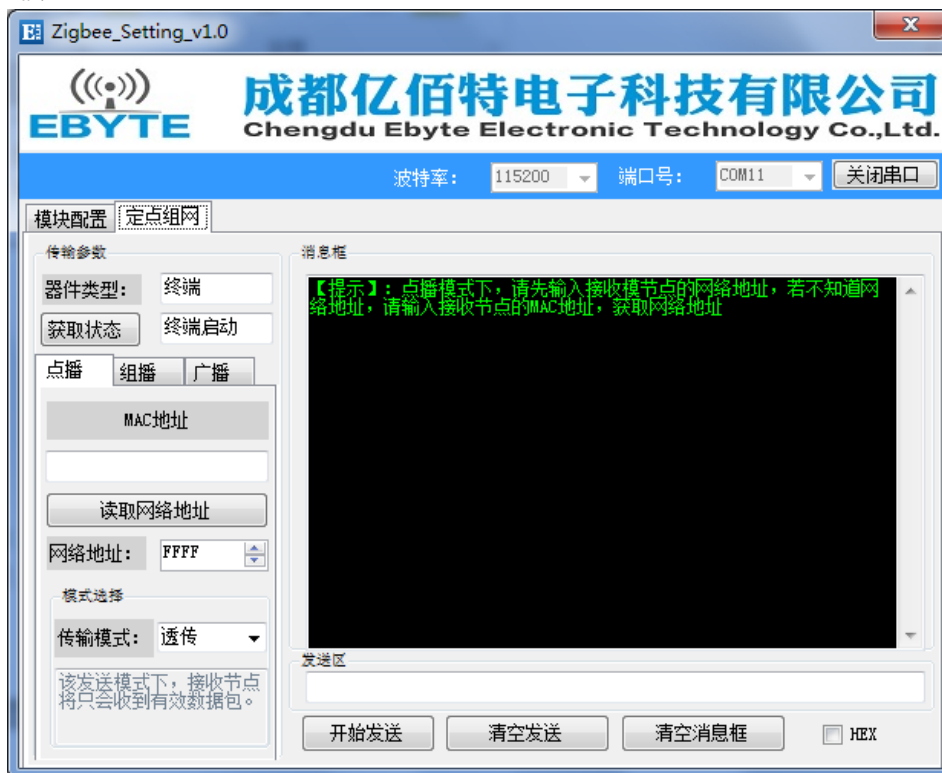 Zigbee_Setting_v1.0
EBYTE
成都亿佰特电子科技有限公司
Chengdu Ebyte Electronic Technology Co.,Ltd.
波特率： 115200 端口号： COM11 关闭串口
模块配置 定点组网
传输参数
器件类型： 终端
获取状态 终端启动
点播 组播 广播
MAC地址
读取网络地址
网络地址： FFFF
模式选择
传输模式： 透传
该发送模式下，接收节点
将只会收到有效数据包。
消息框
【提示】：点播模式下，请先输入接收模节点的网络地址，若不知道网
络地址，请输入接收节点的MAC地址，获取网络地址
发送区
开始发送 清空发送 清空消息框 HEX